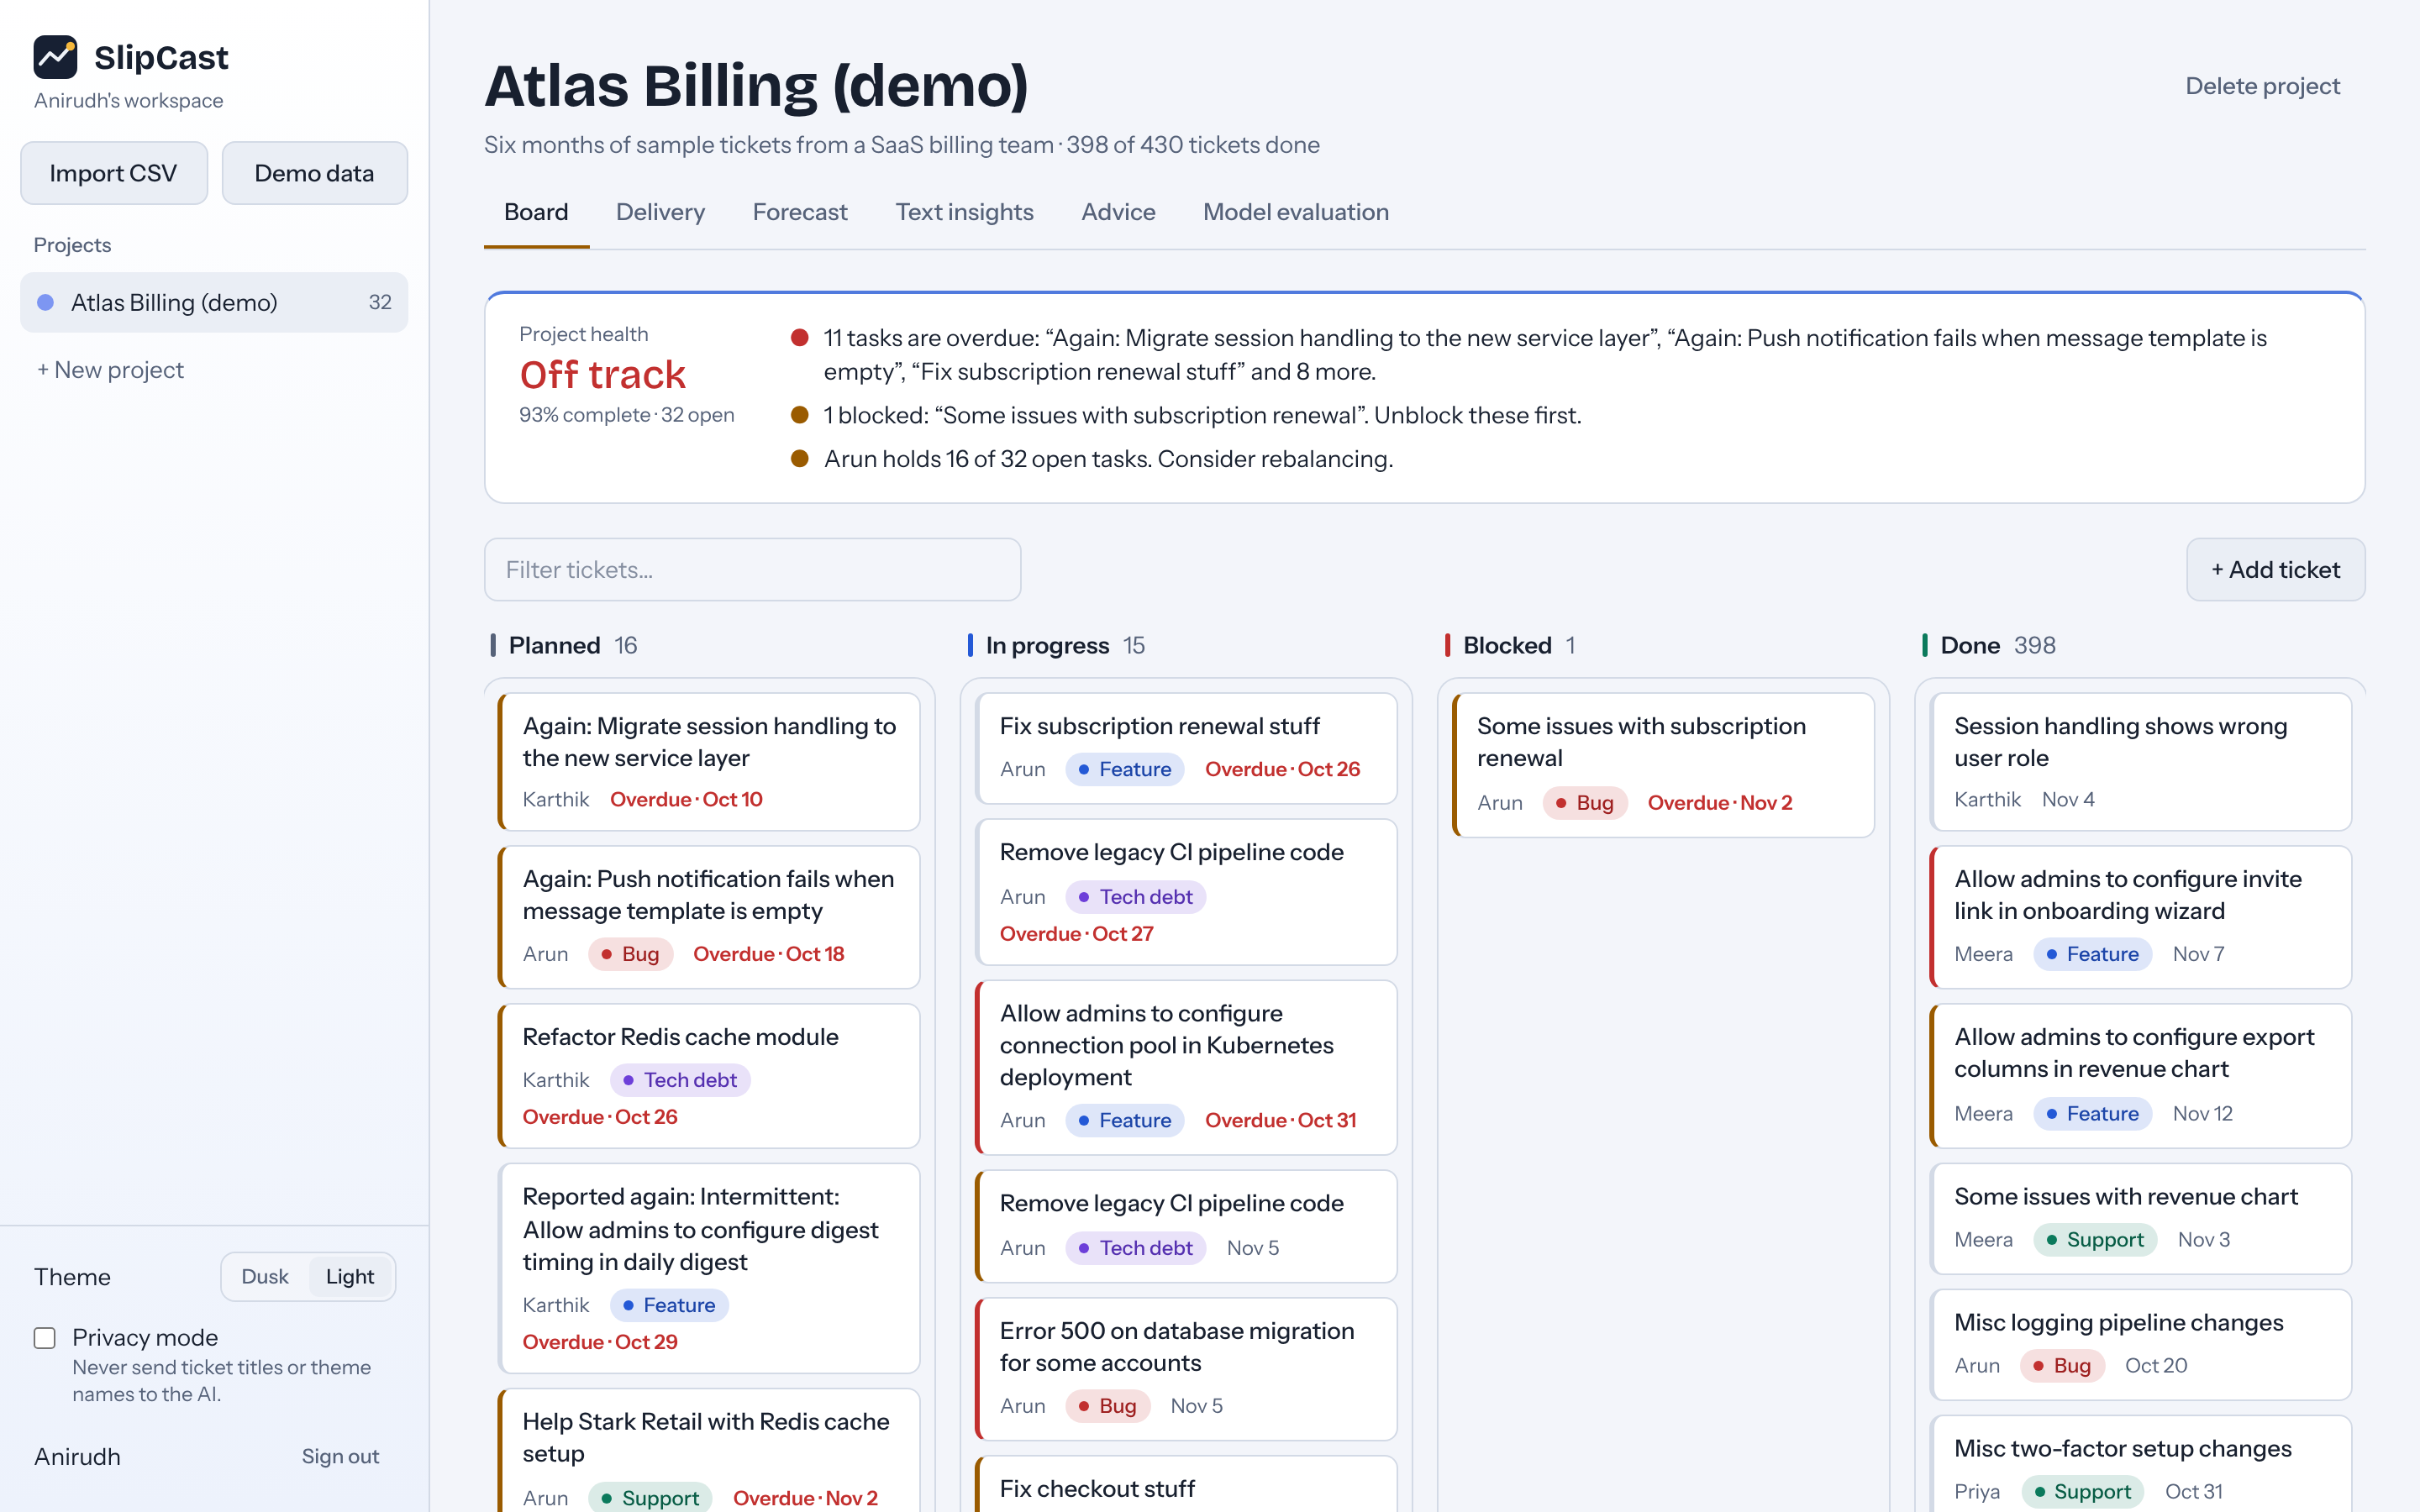 SlipCast
Anirudh's workspace
Import CSV
Demo data
Projects
Atlas Billing (demo) 32
+ New project
Theme
Dusk
Light
Privacy mode
Never send ticket titles or theme
names to the AI.
Anirudh
Sign out
Atlas Billing (demo)
Delete project
Six months of sample tickets from a SaaS billing team · 398 of 430 tickets done
Board
Delivery
Forecast
Text insights
Advice
Model evaluation
Project health
Off track
93% complete · 32 open
11 tasks are overdue: “Again: Migrate session handling to the new service layer”, “Again: Push notification fails when message template is
empty”, “Fix subscription renewal stuff” and 8 more.
1 blocked: “Some issues with subscription renewal”. Unblock these first.
Arun holds 16 of 32 open tasks. Consider rebalancing.
Filter tickets...
+ Add ticket
Planned 16
Again: Migrate session handling to
the new service layer
Karthik Overdue · Oct 10
Again: Push notification fails when
message template is empty
Arun Bug Overdue · Oct 18
Refactor Redis cache module
Karthik Tech debt
Overdue · Oct 26
Reported again: Intermittent:
Allow admins to configure digest
timing in daily digest
Karthik Feature
Overdue · Oct 29
Help Stark Retail with Redis cache
setup
Arun Support Overdue · Nov 2
In progress 15
Fix subscription renewal stuff
Arun Feature Overdue · Oct 26
Remove legacy CI pipeline code
Arun Tech debt
Overdue · Oct 27
Allow admins to configure
connection pool in Kubernetes
deployment
Arun Feature Overdue · Oct 31
Remove legacy CI pipeline code
Arun Tech debt Nov 5
Error 500 on database migration
for some accounts
Arun Bug Nov 5
Fix checkout stuff
Blocked 1
Some issues with subscription
renewal
Arun Bug Overdue · Nov 2
Done 398
Session handling shows wrong
user role
Karthik Nov 4
Allow admins to configure invite
link in onboarding wizard
Meera Feature Nov 7
Allow admins to configure export
columns in revenue chart
Meera Feature Nov 12
Some issues with revenue chart
Meera Support Nov 3
Misc logging pipeline changes
Arun Bug Oct 20
Misc two-factor setup changes
Priya Support Oct 31